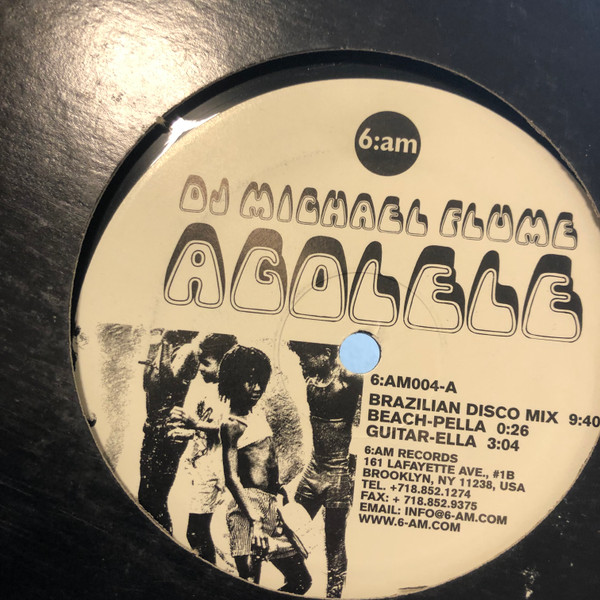 6:am
DJ MICHAEL FLUME
AGOLELE
6:AM004-A
BRAZILIAN DISCO MIX 9:40
BEACH-PELLA 0:26
GUITAR-ELLA 3:04
6:AM RECORDS
161 LAFAYETTE AVE., #1B
BROOKLYN, NY 11238, USA
TEL. +718.852.1274
FAX: + 718.852.9375
EMAIL: INFO@6-AM.COM
WWW.6-AM.COM